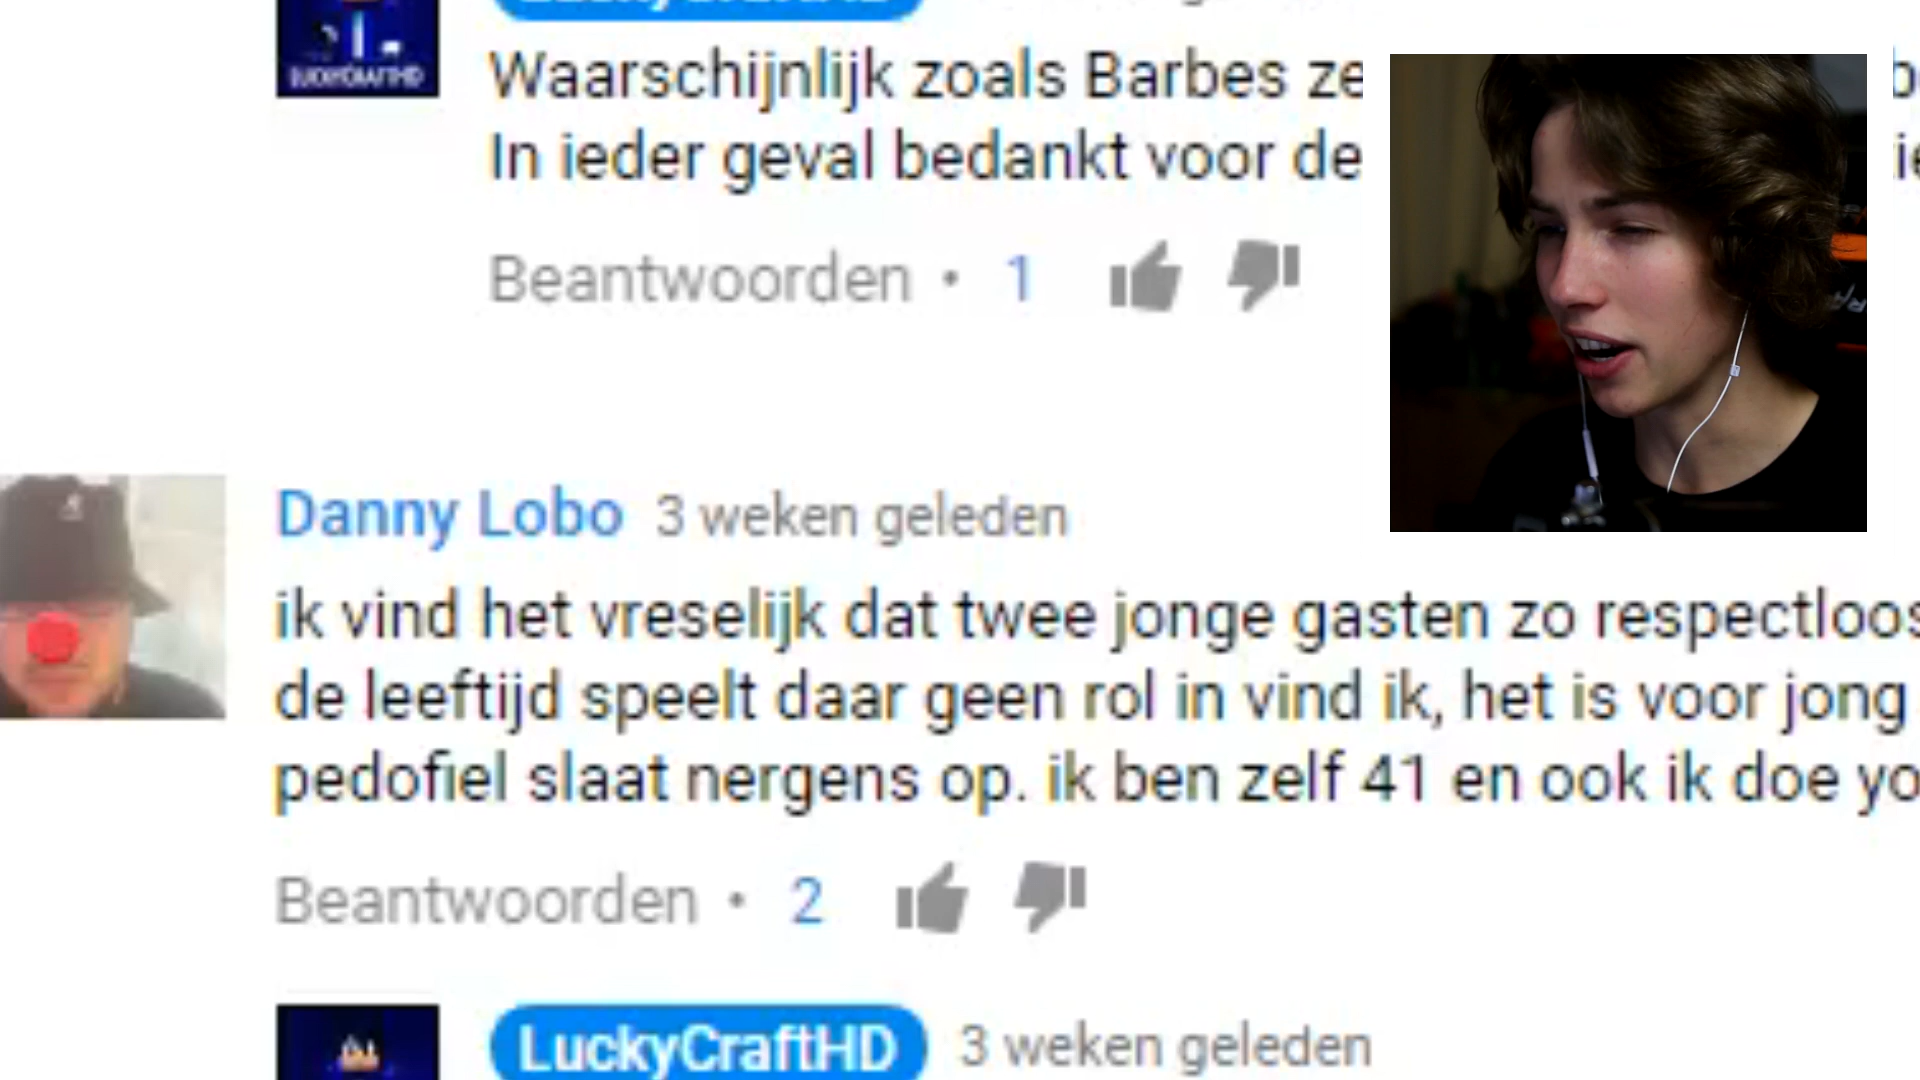 LUCKYCRAFTHD
Waarschijnlijk zoals Barbes ze
In ieder geval bedankt voor de
Beantwoorden • 1
Danny Lobo 3 weken geleden
ik vind het vreselijk dat twee jonge gasten zo respectloos
de leeftijd speelt daar geen rol in vind ik, het is voor jong
pedofiel slaat nergens op. ik ben zelf 41 en ook ik doe yo
Beantwoorden • 2
LuckyCraftHD 3 weken geleden